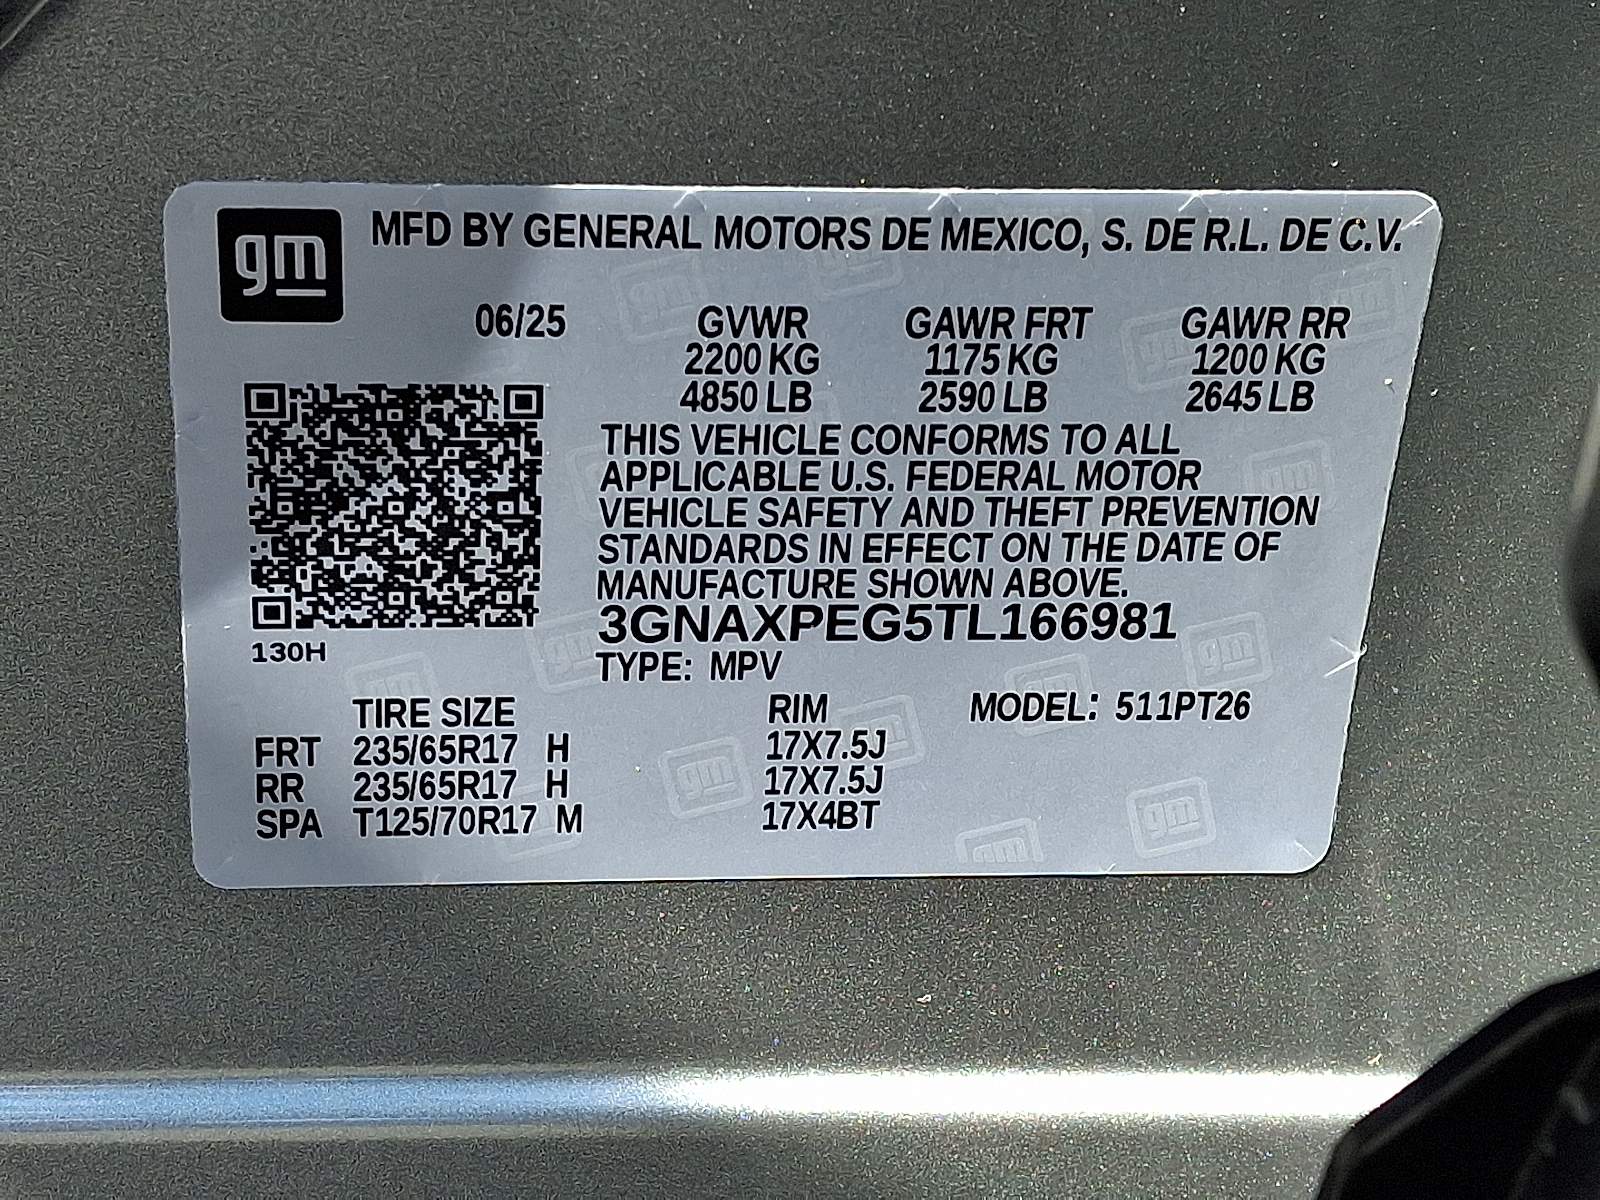 gm MFD BY GENERAL MOTORS DE MEXICO, S. DE R.L. DE C.V.
06/25 GVWR GAWR FRT GAWR RR
2200 KG 1175 KG 1200 KG
4850 LB 2590 LB 2645 LB
THIS VEHICLE CONFORMS TO ALL
APPLICABLE U.S. FEDERAL MOTOR
VEHICLE SAFETY AND THEFT PREVENTION
STANDARDS IN EFFECT ON THE DATE OF
MANUFACTURE SHOWN ABOVE.
3GNAXPEG5TL166981
130H
TYPE: MPV
TIRE SIZE RIM MODEL: 511PT26
FRT 235/65R17 H 17X7.5J
RR 235/65R17 H 17X7.5J
SPA T125/70R17 M 17X4BT